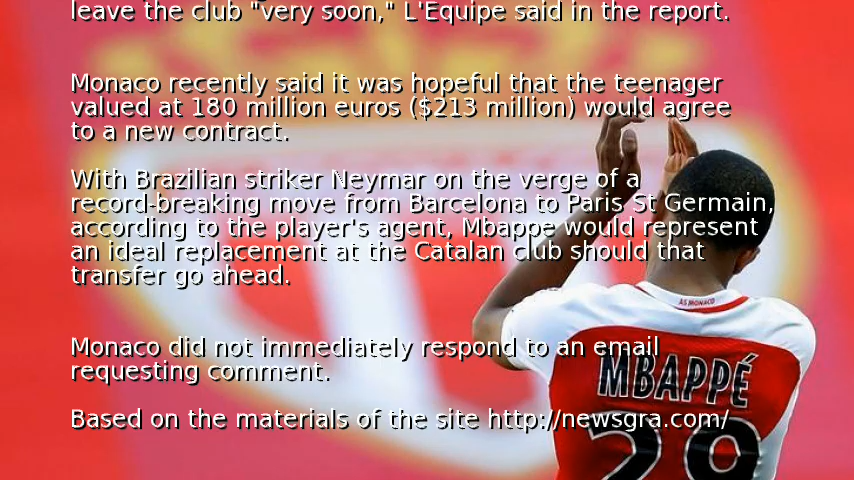 leave the club "very soon," L'Equipe said in the report.
Monaco recently said it was hopeful that the teenager
valued at 180 million euros ($213 million) would agree
to a new contract.
With Brazilian striker Neymar on the verge of a
record-breaking move from Barcelona to Paris St Germain,
according to the player's agent, Mbappe would represent
an ideal replacement at the Catalan club should that
transfer go ahead.
AS MONACO
Monaco did not immediately respond to an email
requesting comment.
MBAPPÉ
Based on the materials of the site http://newsgra.com/
29